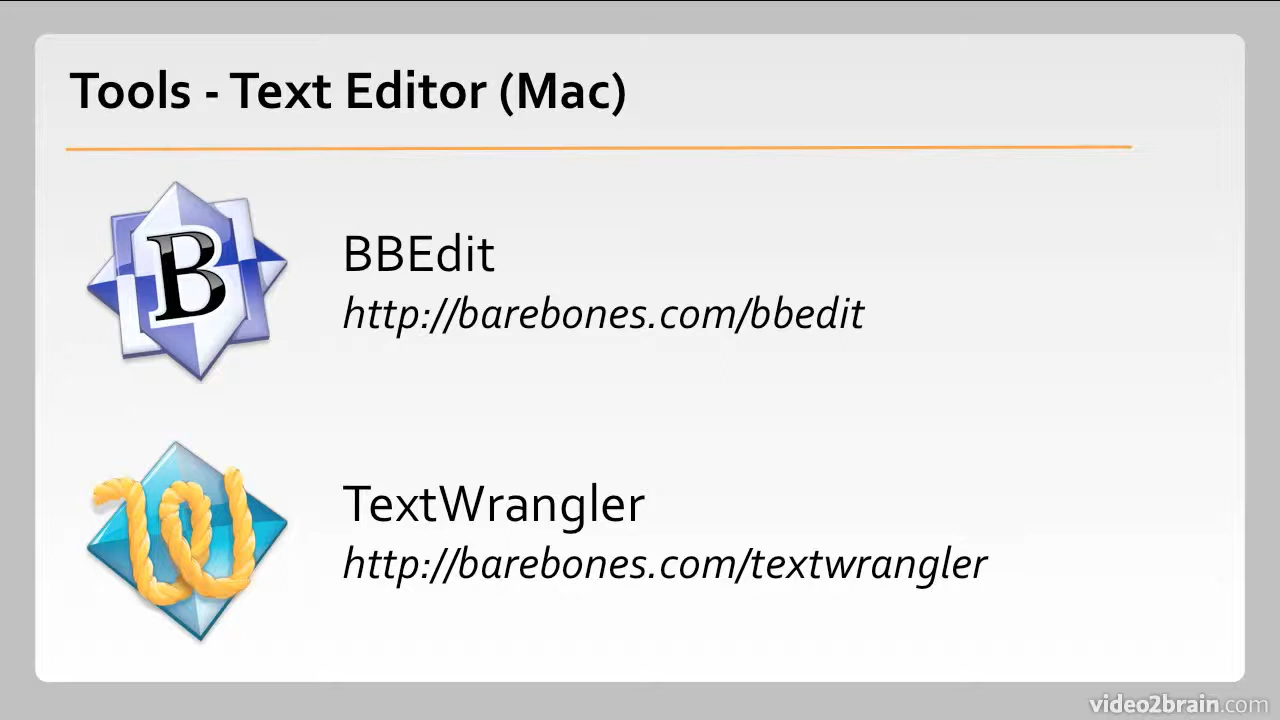 Tools - Text Editor (Mac)
B
BBEdit
http://barebones.com/bbedit
W
TextWrangler
http://barebones.com/textwrangler
video2brain.com